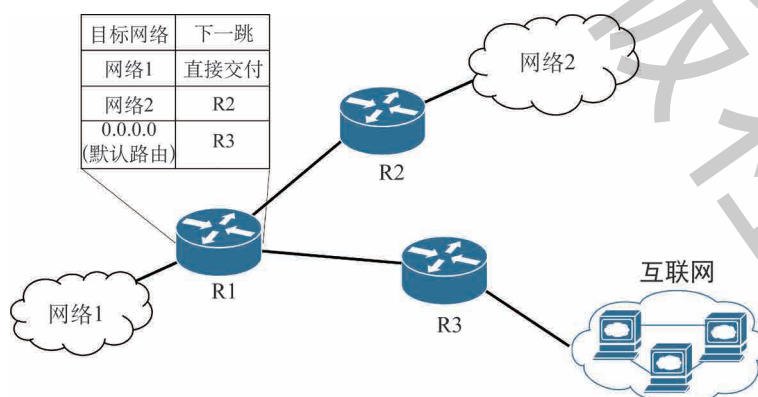 目标网络 下一跳
网络1 直接交付
网络2 R2
0.0.0.0
(默认路由) R3
网络2
R2
R1
网络1
R3
互联网